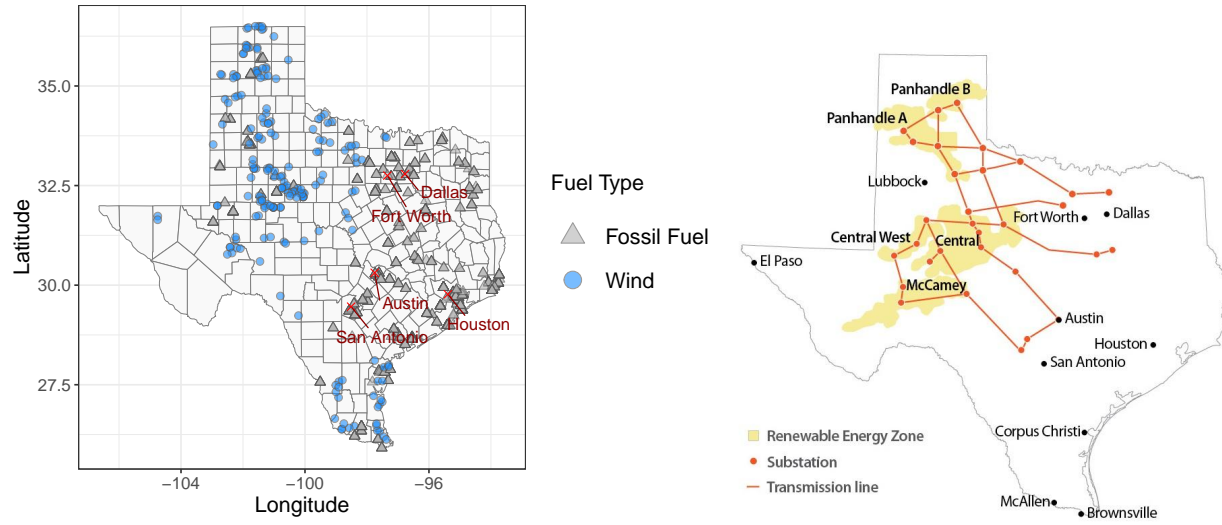 35.0
32.5
30.0
27.5
Latitude
−104
−100
−96
Longitude
Dallas
Fort Worth
Austin
San Antonio
Houston
Fuel Type
Fossil Fuel
Wind
Panhandle B
Panhandle A
Lubbock
Fort Worth
Dallas
Central West
Central
El Paso
McCamey
Austin
Houston
San Antonio
Renewable Energy Zone
Substation
Transmission line
Corpus Christi
McAllen
Brownsville